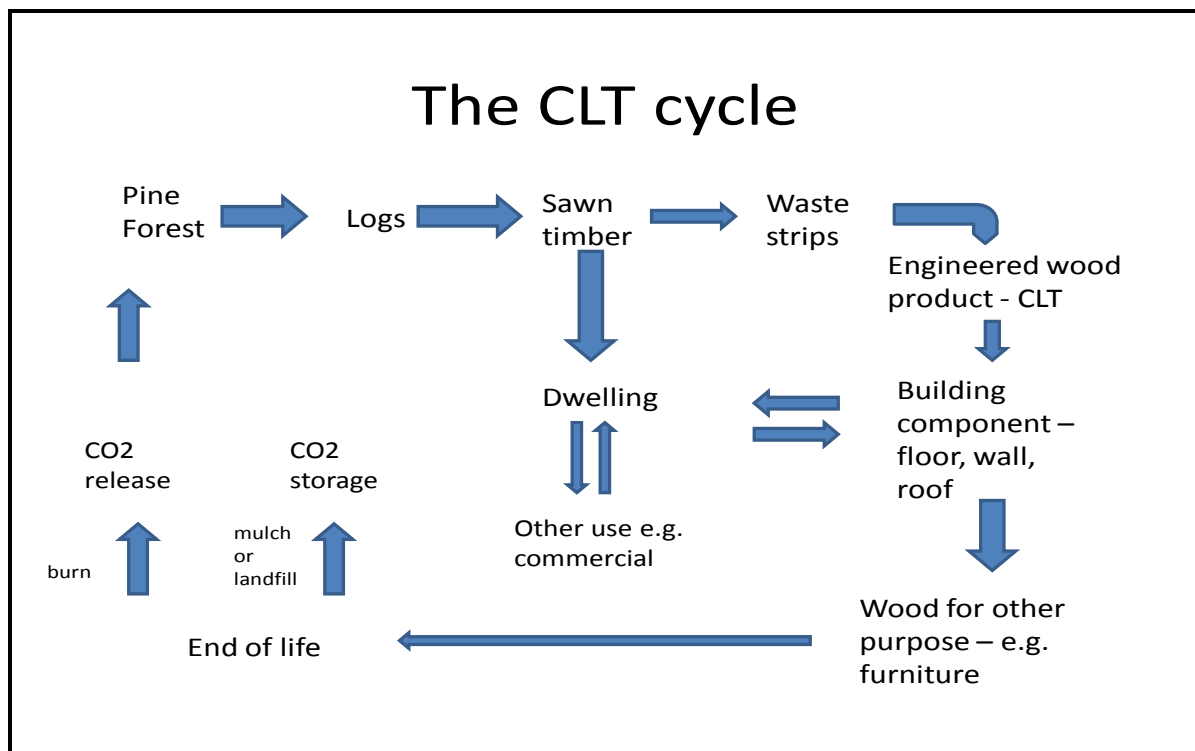 The CLT cycle
Pine
Forest
Logs
Sawn
timber
Waste
strips
Engineered wood
product - CLT
Dwelling
Building
component –
floor, wall,
roof
CO2
release
CO2
storage
Other use e.g.
commercial
burn
mulch
or
landfill
End of life
Wood for other
purpose – e.g.
furniture